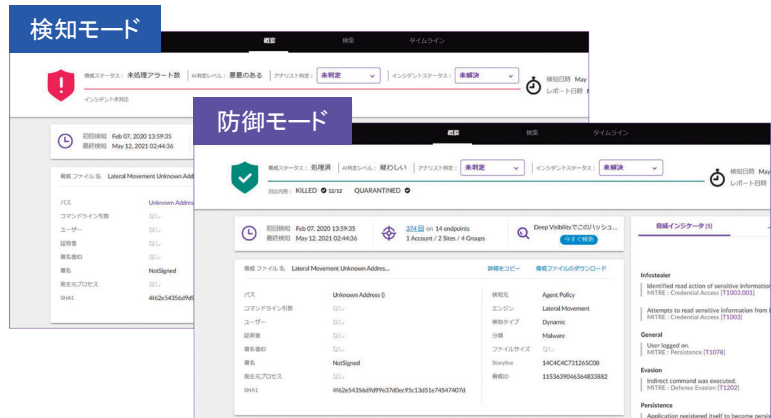 検知モード
概要 検索 タイムライン
脅威ステータス: 未処理アラート数 AI判定レベル: 悪意のある アナリスト判定: 未判定 インシデントステータス: 未解決
検知日時 May
レポート日時
インシデント未対応
初回検知 Feb 07, 2020 13:59:35
最終検知 May 12, 2021 02:44:36
脅威ファイル名 Lateral Movement Unknown Add
パス Unknown Addres
コマンドライン引数 なし
ユーザー なし
証明者 なし
署名者ID なし
署名 NotSigned
発生元プロセス なし
SHA1 4f62e54356d9d9
防御モード
概要 検索 タイムライン
脅威ステータス: 処理済 AI判定レベル: 疑わしい アナリスト判定: 未判定 インシデントステータス: 未解決
検知日時 May
レポート日時
対応内容: KILLED 12/12 QUARANTINED
初回検知 Feb 07, 2020 13:59:35
最終検知 May 12, 2021 02:44:36
374 回 on 14 endpoints
1 Account / 2 Sites / 4 Groups
Deep Visibilityでこのハッシュ...
今すぐ検索
脅威インジケータ (5)
脅威ファイル名 Lateral Movement Unknown Addres...
詳細をコピー 脅威ファイルのダウンロード
パス Unknown Address ()
コマンドライン引数 なし
ユーザー なし
証明者 なし
署名者ID なし
署名 NotSigned
発生元プロセス なし
SHA1 4f62e54356d9d99e37d0ec95c13d51e74547407d
検知元 Agent Policy
エンジン Lateral Movement
検知タイプ Dynamic
分類 Malware
ファイルサイズ なし
Storyline 14C4C4C731265C08
脅威ID 1153639046364833882
Infostealer
Identified read action of sensitive information
MITRE : Credential Access [T1003.001]
Attempts to read sensitive information from
MITRE : Credential Access [T1003]
General
User logged on.
MITRE : Persistence [T1078]
Evasion
Indirect command was executed.
MITRE : Defense Evasion [T1202]
Persistence
Application registered itself to become persis